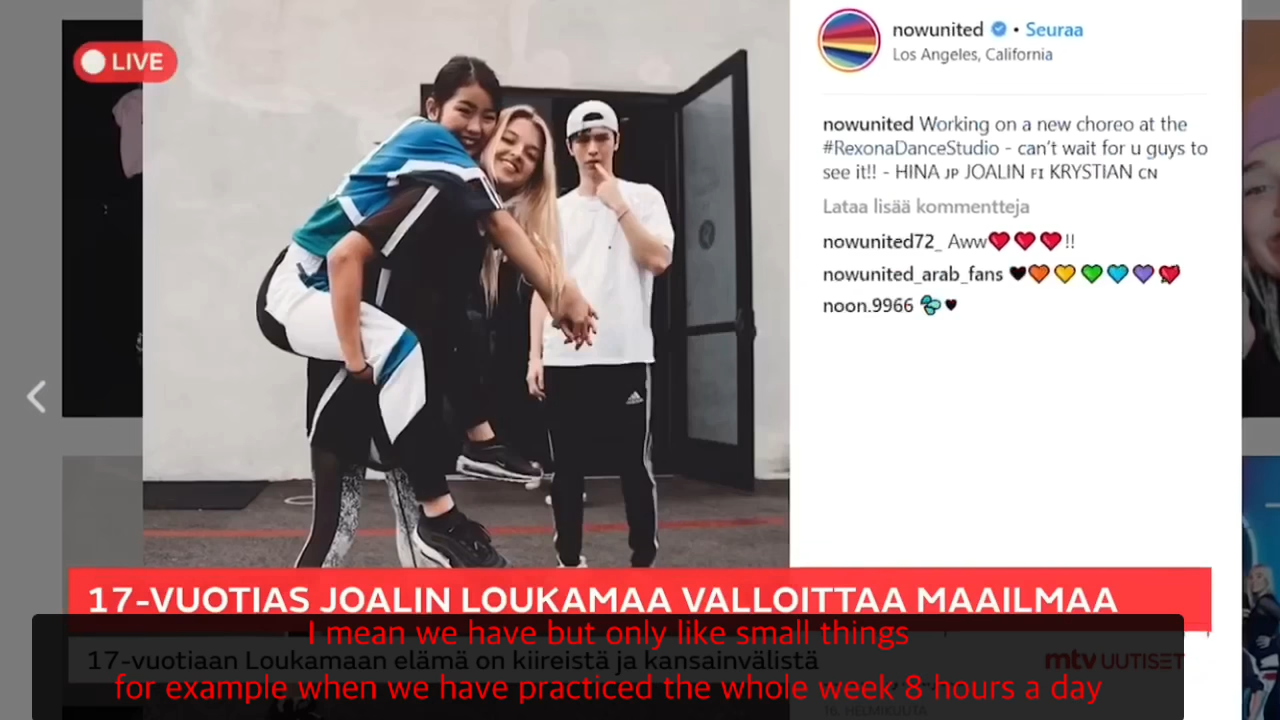 LIVE
nowunited • Seuraa
Los Angeles, California
nowunited Working on a new choreo at the
#RexonaDanceStudio - can't wait for u guys to
see it!! - HINA JP JOALIN FI KRYSTIAN CN
Lataa lisää kommentteja
nowunited72_ Aww❤️❤️❤️!!
nowunited_arab_fans 🖤🧡💛💚💙💜💘
noon.9966 🖤
17-VUOTIAS JOALIN LOUKAMAA VALLOITTAA MAAILMAA
I mean we have but only like small things
17-vuotiaan Loukamaan elämä on kiireistä ja kansainvälistä
mtv UUTISET
for example when we have practiced the whole week 8 hours a day
16. HELMIKUUTA